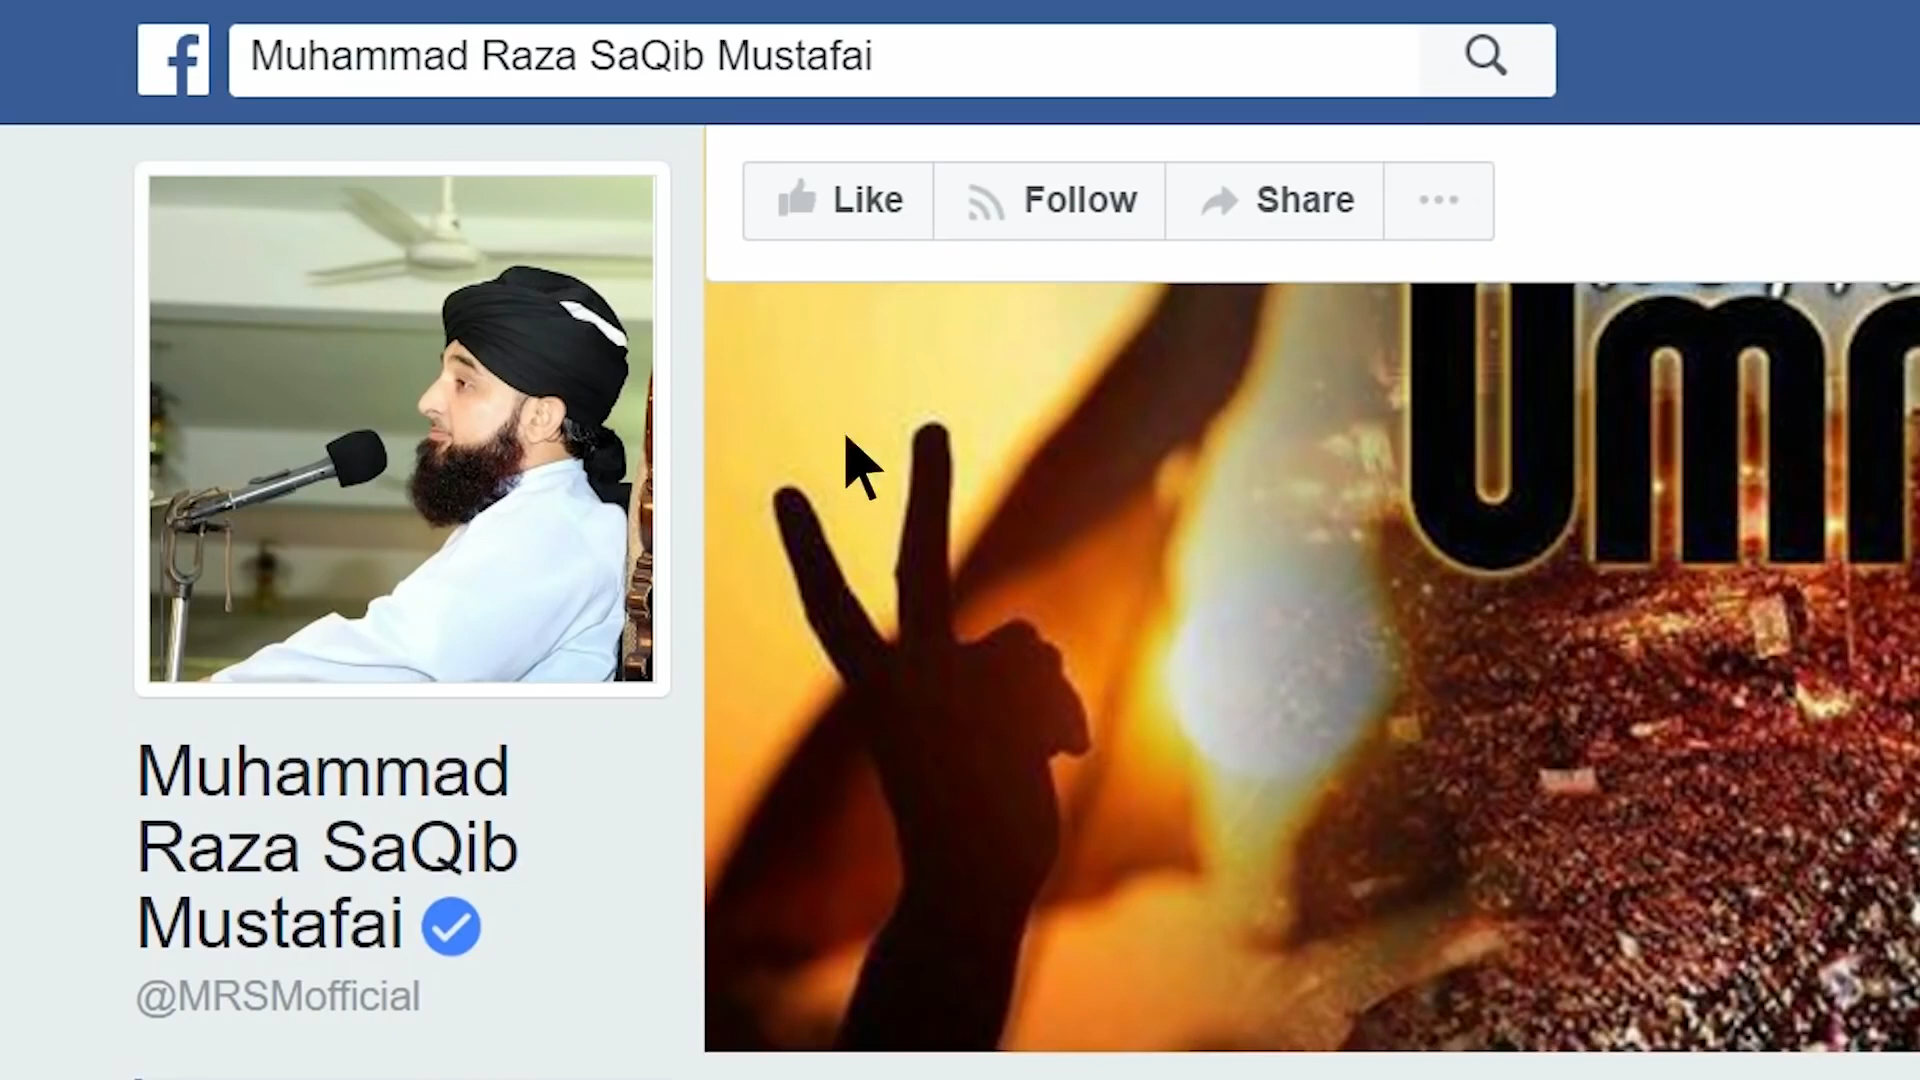 Muhammad Raza SaQib Mustafai
Like
Follow
Share
Muhammad
Raza SaQib
Mustafai
@MRSMofficial